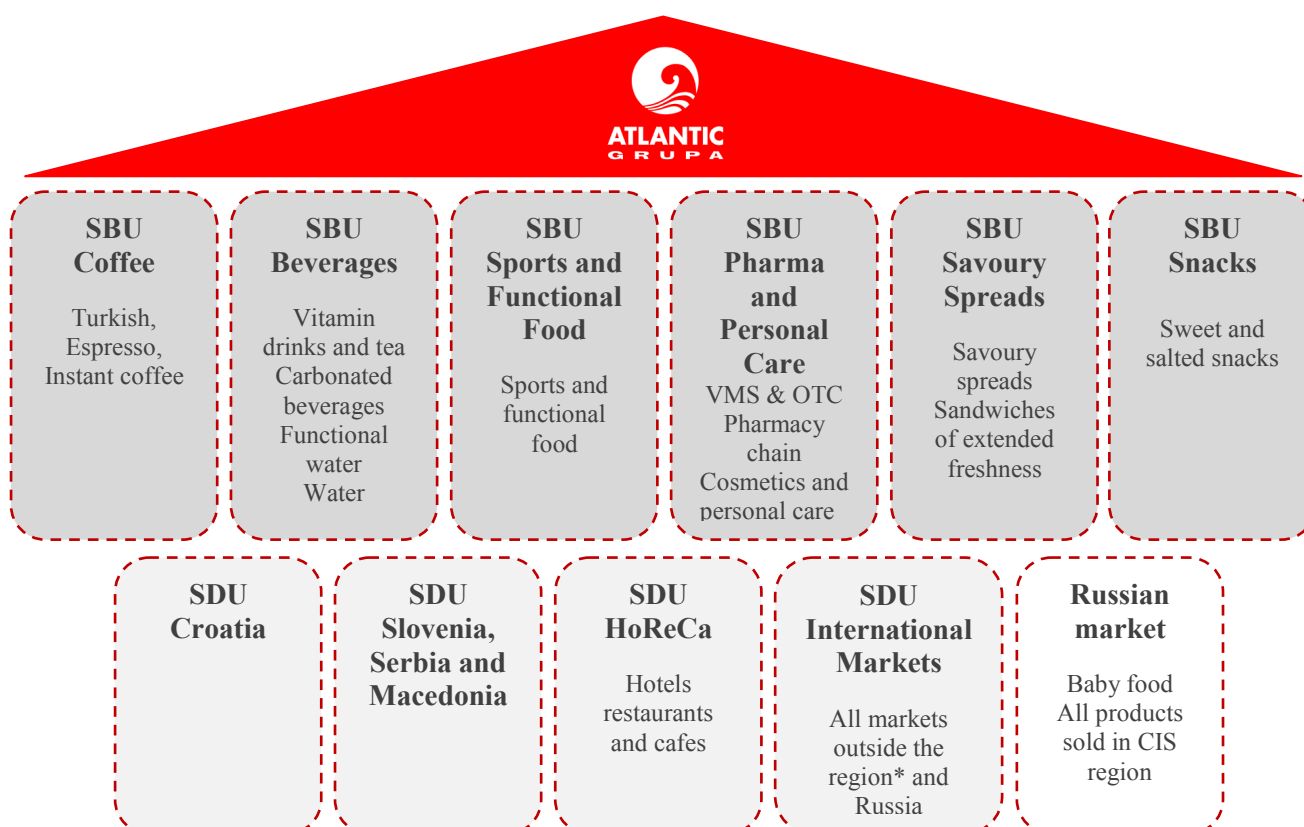 ATLANTIC
GRUPA
SBU
Coffee
Turkish,
Espresso,
Instant coffee
SBU
Beverages
Vitamin
drinks and tea
Carbonated
beverages
Functional
water
Water
SBU
Sports and
Functional
Food
Sports and
functional
food
SBU
Pharma
and
Personal
Care
VMS & OTC
Pharmacy
chain
Cosmetics and
personal care
SBU
Savoury
Spreads
Savoury
spreads
Sandwiches
of extended
freshness
SBU
Snacks
Sweet and
salted snacks
SDU
Croatia
SDU
Slovenia,
Serbia and
Macedonia
SDU
HoReCa
Hotels
restaurants
and cafes
SDU
International
Markets
All markets
outside the
region* and
Russia
Russian
market
Baby food
All products
sold in CIS
region